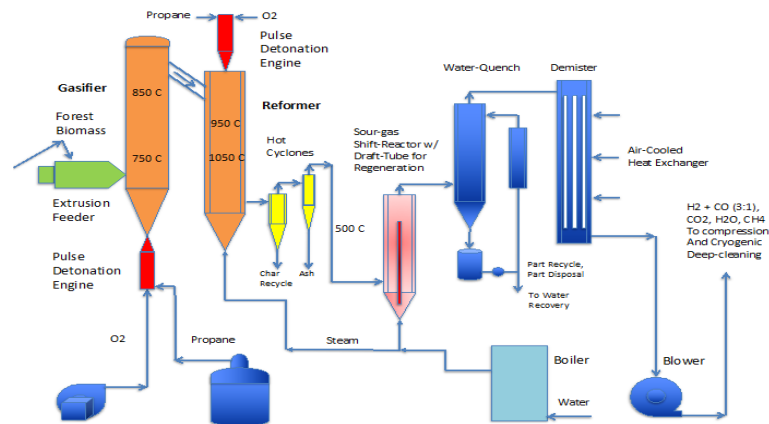 Propane
O2
Pulse
Detonation
Engine
Gasifier
850 C
Forest
Biomass
750 C
Extrusion
Feeder
Pulse
Detonation
Engine
O2
Propane
950 C
1050 C
Reformer
Hot
Cyclones
Char
Recycle
Ash
500 C
Steam
Sour-gas
Shift-Reactor w/
Draft-Tube for
Regeneration
Water-Quench
Part Recycle,
Part Disposal
To Water
Recovery
Demister
Air-Cooled
Heat Exchanger
H2 + CO (3:1),
CO2, H2O, CH4
To compression
And Cryogenic
Deep-cleaning
Boiler
Water
Blower